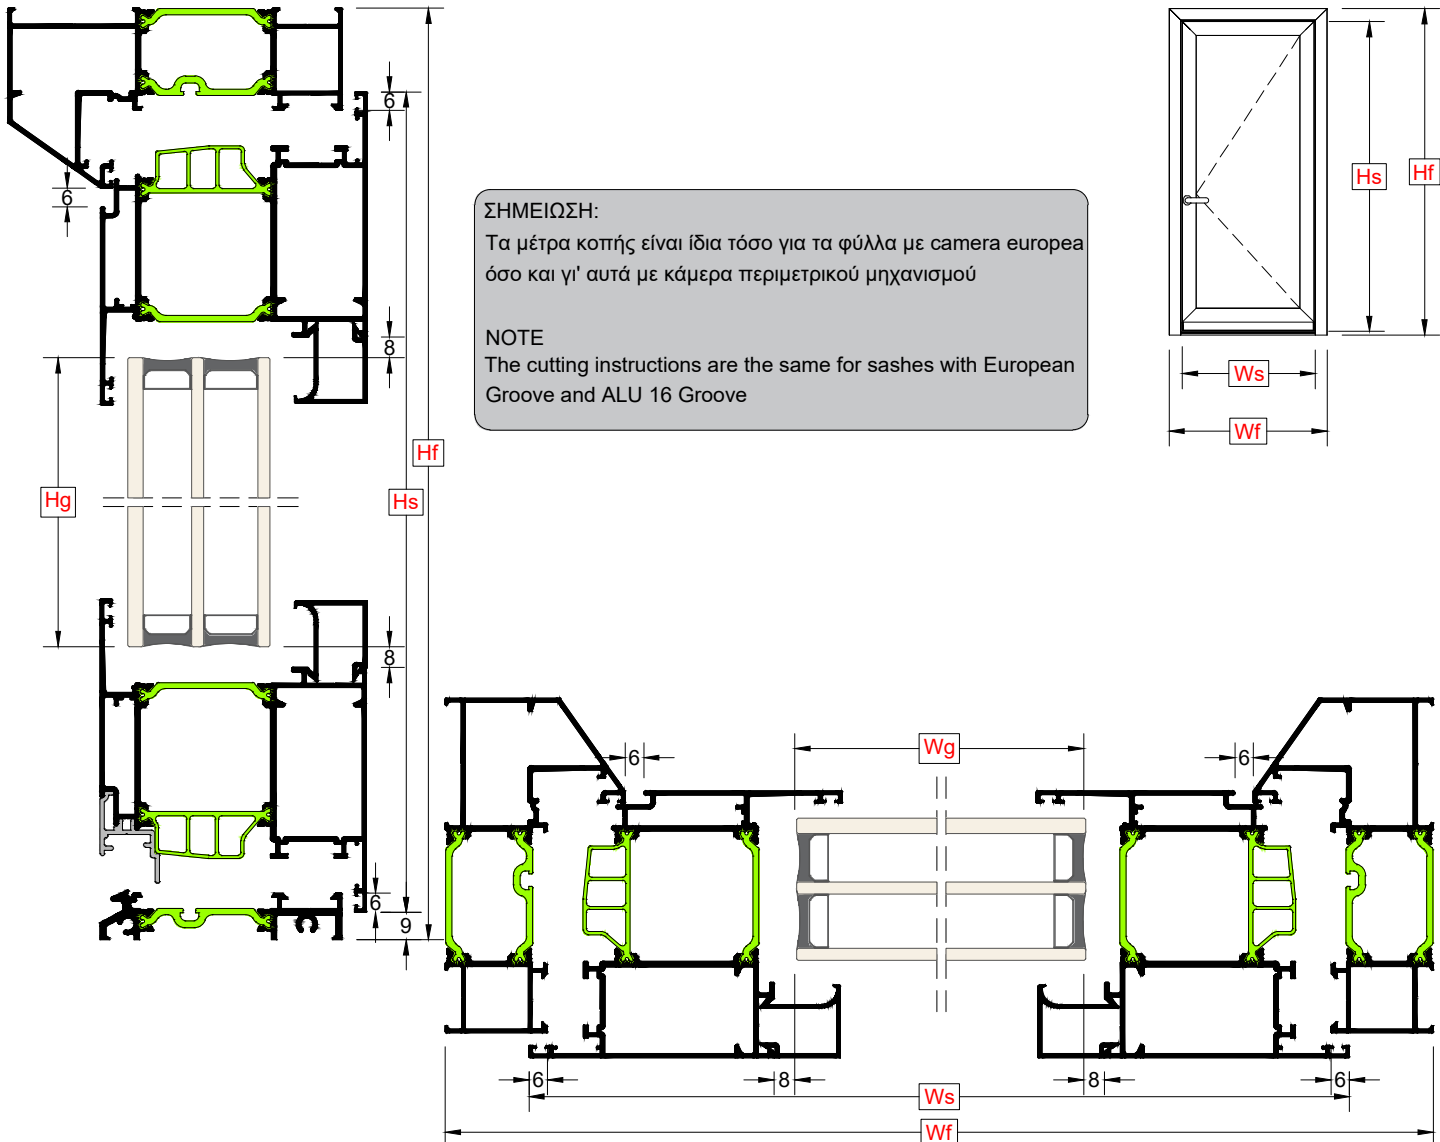 6
Hf
Hs
6
ΣΗΜΕΙΩΣΗ:
Τα μέτρα κοπής είναι ίδια τόσο για τα φύλλα με camera europea
όσο και γι' αυτά με κάμερα περιμετρικού μηχανισμού
NOTE
The cutting instructions are the same for sashes with European
Groove and ALU 16 Groove
8
Ws
Wf
Hf
Hg
Hs
8
Wg
6
6
6
9
6
8
8
6
Ws
Wf